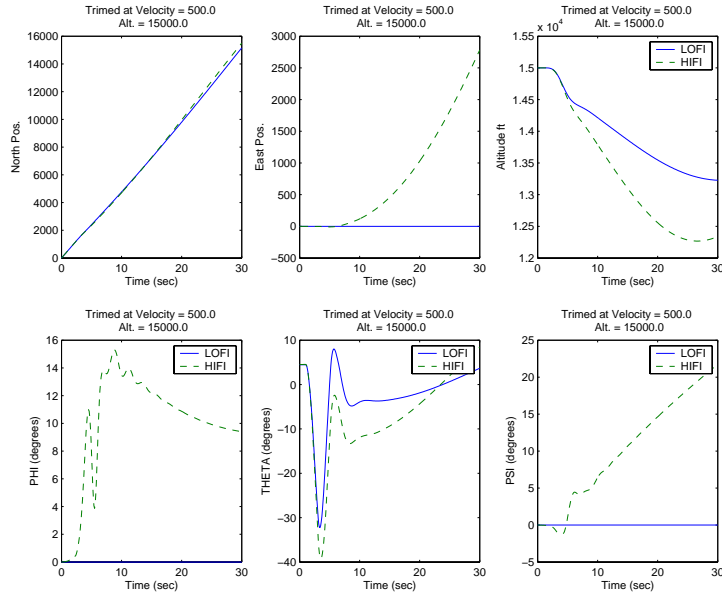 Trimed at Velocity = 500.0
Alt. = 15000.0
16000
14000
12000
10000
8000
6000
4000
2000
0
North Pos.
0 10 20 30
Time (sec)
Trimed at Velocity = 500.0
Alt. = 15000.0
3000
2500
2000
1500
1000
500
0
−500
East Pos.
0 10 20 30
Time (sec)
Trimed at Velocity = 500.0
Alt. = 15000.0
x 10^4
1.55
1.5
1.45
1.4
1.35
1.3
1.25
1.2
Altitude ft
LOFI
HIFI
0 10 20 30
Time (sec)
Trimed at Velocity = 500.0
Alt. = 15000.0
16
14
12
10
8
6
4
2
0
PHI (degrees)
LOFI
HIFI
0 10 20 30
Time (sec)
Trimed at Velocity = 500.0
Alt. = 15000.0
10
0
−10
−20
−30
−40
THETA (degrees)
LOFI
HIFI
0 10 20 30
Time (sec)
Trimed at Velocity = 500.0
Alt. = 15000.0
25
20
15
10
5
0
−5
PSI (degrees)
LOFI
HIFI
0 10 20 30
Time (sec)